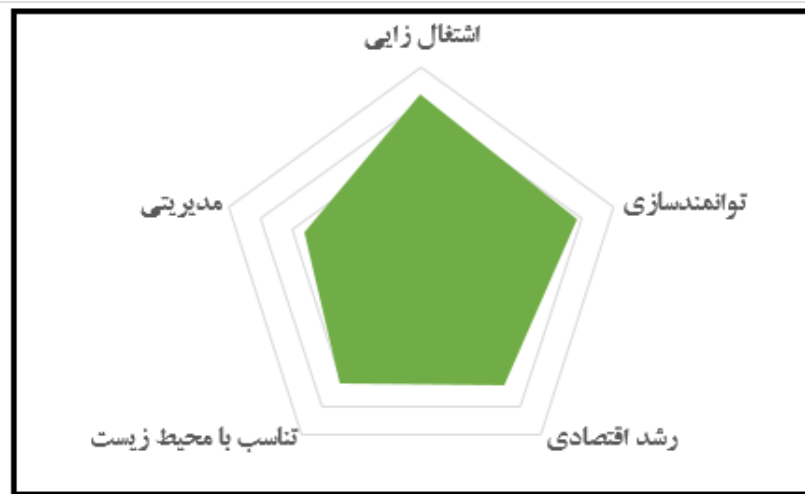 اشتغال زایی
توانمندسازی
مدیریتی
رشد اقتصادی
تناسب با محیط زیست